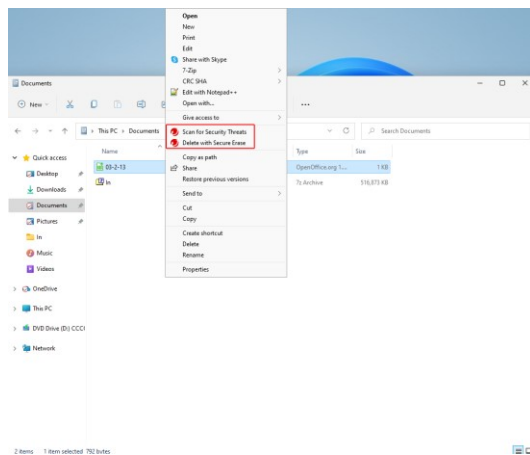 Open
New
Print
Edit
Share with Skype
7-Zip
CRC SHA
Edit with Notepad++
Open with...
Give access to
Scan for Security Threats
Delete with Secure Erase
Copy as path
Share
Restore previous versions
Send to
Cut
Copy
Create shortcut
Delete
Rename
Properties
Documents
New
This PC
Documents
Search Documents
Name
Type
Size
Quick access
Desktop
Downloads
Documents
Pictures
In
Music
Videos
OneDrive
This PC
DVD Drive (D:) CCC
Network
03-2-13
OpenOffice.org 1....
1 KB
In
7z Archive
516,873 KB
2 items
1 item selected
792 bytes